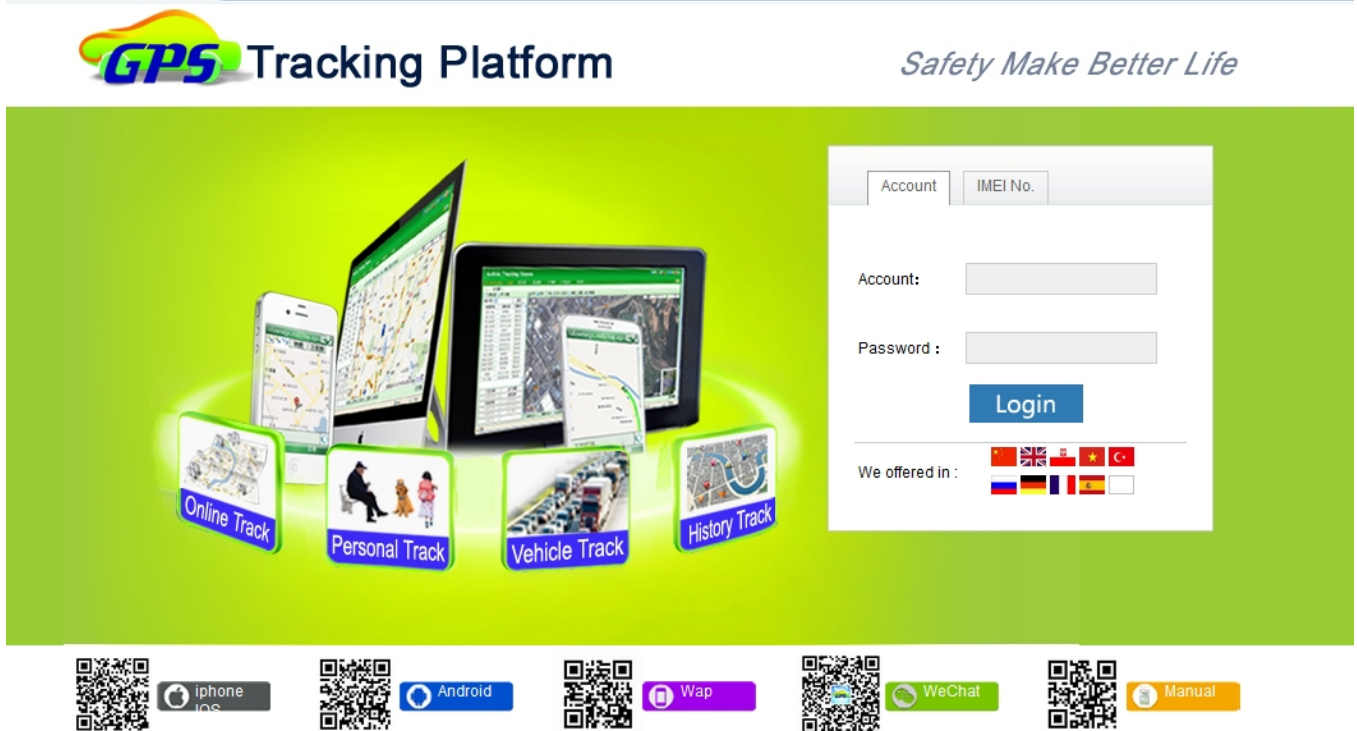 GPS Tracking Platform
Safety Make Better Life
Account IMEI No.
Account:
Password :
Login
We offered in :
Online Track
Personal Track
Vehicle Track
History Track
iphone
IOS
Android
Wap
WeChat
Manual